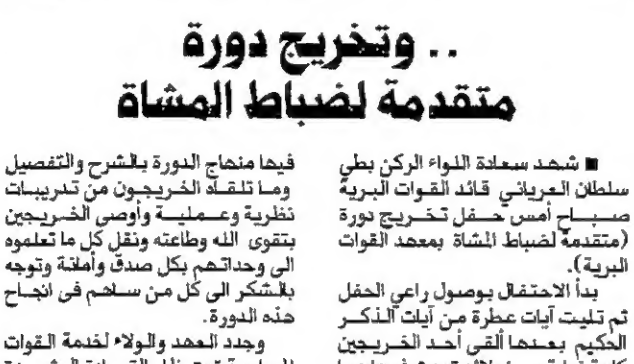 .. وتخريج دورة
متقدمة لضباط المشاة
■ شهد سعادة اللواء الركن بطي
سلطان العرياني قائد القوات البرية
صباح أمس حفل تخريج دورة
(متقدمة لضباط المشاة بمعهد القوات
البرية).
بدأ الاحتفال بوصول راعي الحفل
ثم تليت آيات عطرة من آيات الذكر
الحكيم بعدها ألقى أحد الخريجين
فيها منهاج الدورة بالشرح والتفصيل
وما تلقاه الخريجون من تدريبات
نظرية وعملية وأوصى الخريجين
بتقوى الله وطاعته ونقل كل ما تعلموه
الى وحداتهم بكل صدق وأمانة وتوجه
بالشكر الى كل من ساهم في انجاح
هذه الدورة.
وجدد العهد والولاء لخدمة القوات